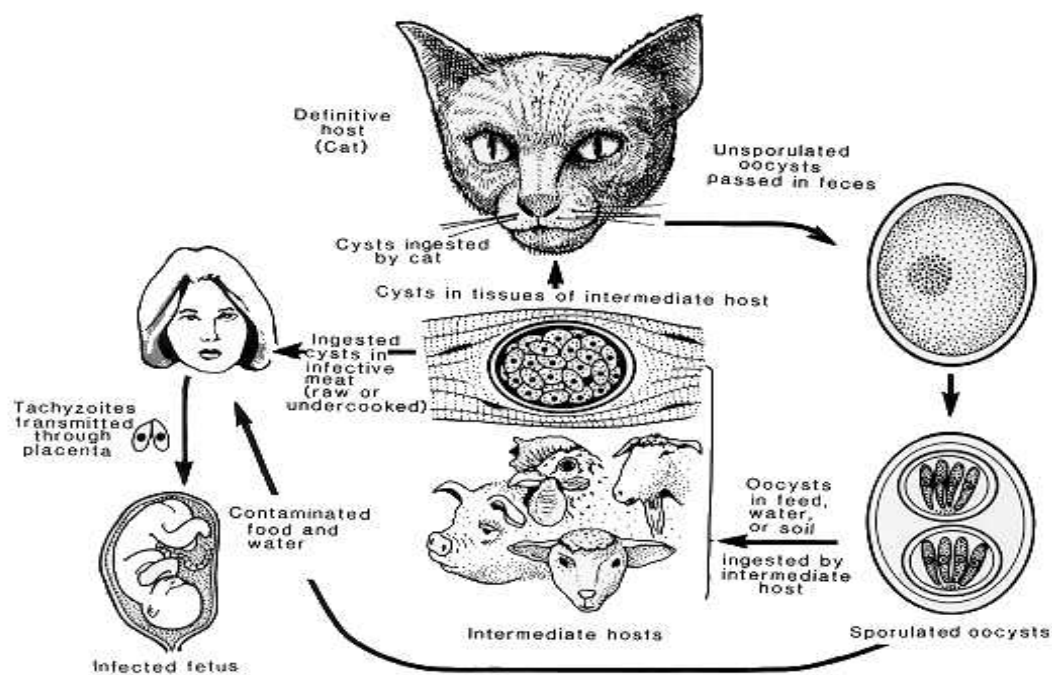 Definitive
host
(Cat)
Unsporulated
oocysts
passed in feces
Cysts ingested
by cat
Cysts in tissues of intermediate host
Ingested
cysts in
infective
meat
(raw or
undercooked)
Tachyzoites
transmitted
through
placenta
Contaminated
food and
water
Oocysts
in feed,
water,
or soil
ingested by
intermediate
host
Infected fetus
Intermediate hosts
Sporulated oocysts